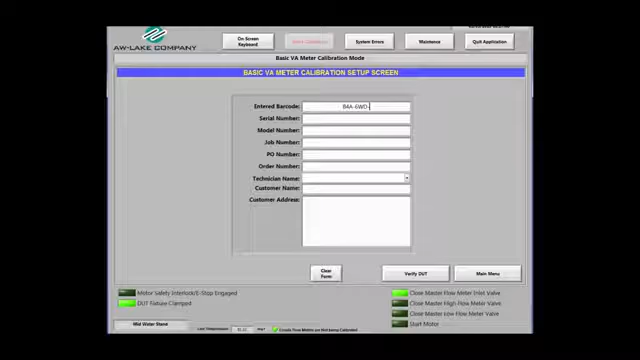 On Screen Keyboard
System Errors
Maintence
Quit Application
AW-LAKE COMPANY
Basic VA Meter Calibration Mode
BASIC VA METER CALIBRATION SETUP SCREEN
Entered Barcode: B4A-6WD-
Serial Number:
Model Number:
Job Number:
PO Number:
Order Number:
Technician Name:
Customer Name:
Customer Address:
Clear Form
Verify DUT
Main Menu
Motor Safety Interlock/E-Stop Engaged
DUT Fixture Clamped
Close Master Flow Meter Inlet Valve
Close Master High Flow Meter Valve
Close Master Low Flow Meter Valve
Start Motor
Mid Water Stand